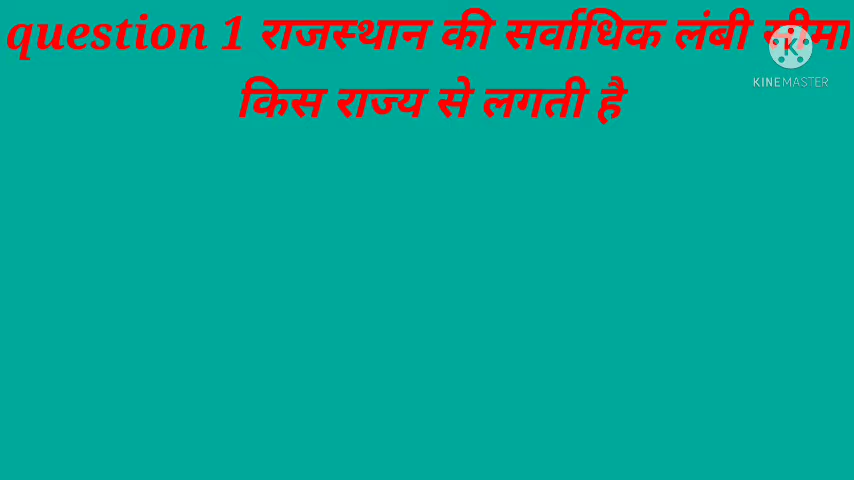 question 1 राजस्थान की सर्वाधिक लंबी सीमा
किस राज्य से लगती है
KINEMASTER